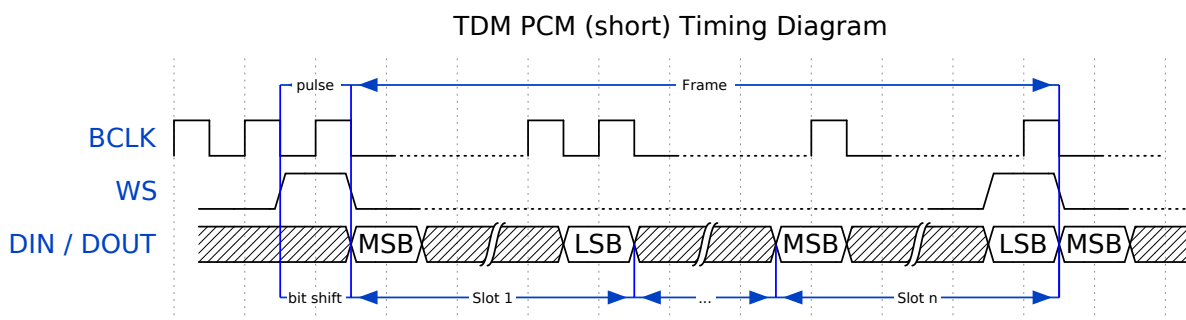 TDM PCM (short) Timing Diagram
pulse Frame
BCLK
WS
DIN / DOUT MSB LSB MSB LSB MSB
bit shift Slot 1 ... Slot n